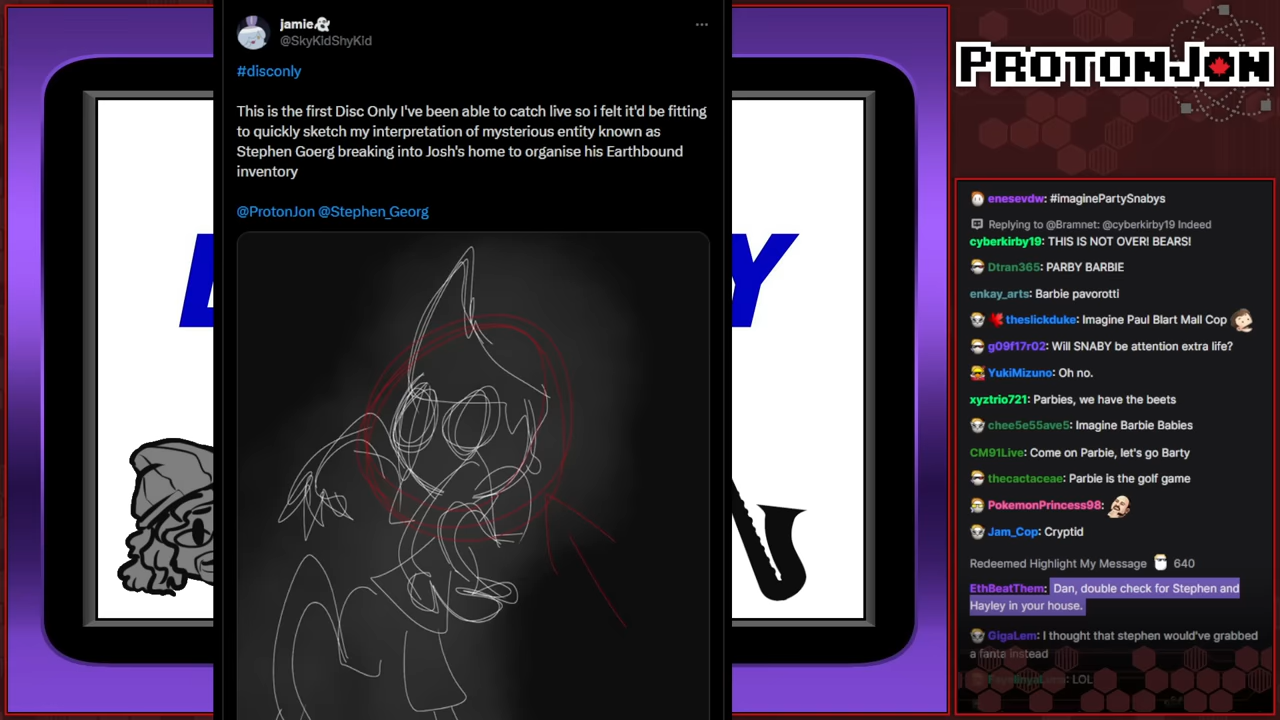 jamie
@SkyKidShyKid
#disconly
This is the first Disc Only I've been able to catch live so i felt it'd be fitting
to quickly sketch my interpretation of mysterious entity known as
Stephen Goerg breaking into Josh's home to organise his Earthbound
inventory
@ProtonJon @Stephen_Georg
Y
PROTONJON
enesevdw: #imaginePartySnabys
Replying to @Bramnet: @cyberkirby19 Indeed
cyberkirby19: THIS IS NOT OVER! BEARS!
Dtran365: PARBY BARBIE
enkay_arts: Barbie pavorotti
theslickduke: Imagine Paul Blart Mall Cop
g09f17r02: Will SNABY be attention extra life?
YukiMizuno: Oh no.
xyztrio721: Parbies, we have the beets
chee5e55ave5: Imagine Barbie Babies
CM91Live: Come on Parbie, let's go Barty
thecactaceae: Parbie is the golf game
PokemonPrincess98:
Jam_Cop: Cryptid
Redeemed Highlight My Message 640
EthBeatThem: Dan, double check for Stephen and
Hayley in your house.
GigaLem: I thought that stephen would've grabbed
a fanta instead
LOL